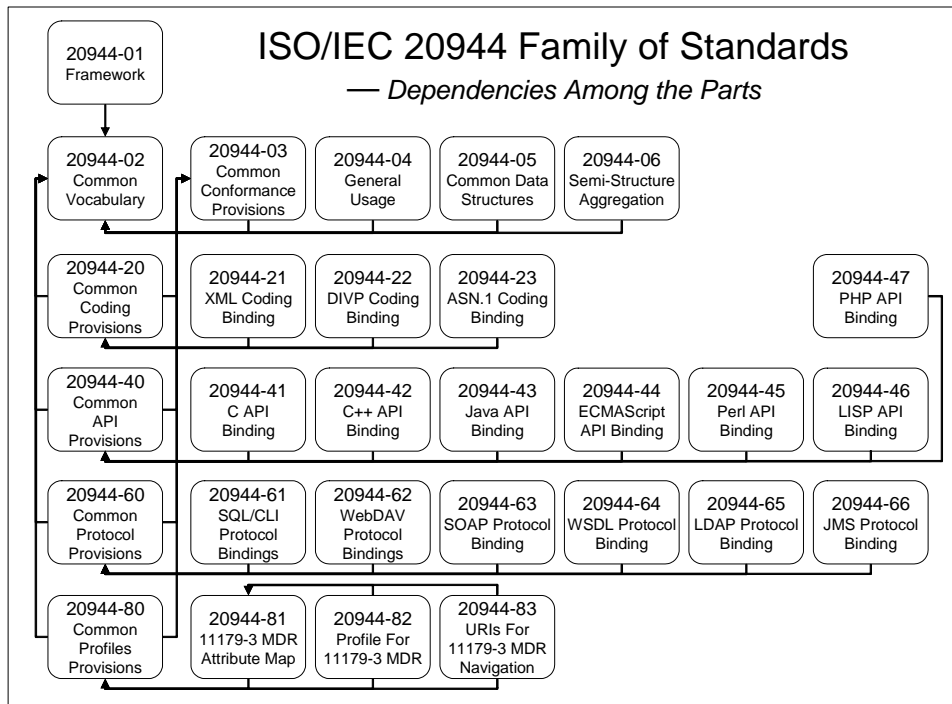 ISO/IEC 20944 Family of Standards
— Dependencies Among the Parts
20944-01
Framework
20944-02
Common
Vocabulary
20944-03
Common
Conformance
Provisions
20944-04
General
Usage
20944-05
Common Data
Structures
20944-06
Semi-Structure
Aggregation
20944-20
Common
Coding
Provisions
20944-21
XML Coding
Binding
20944-22
DIVP Coding
Binding
20944-23
ASN.1 Coding
Binding
20944-47
PHP API
Binding
20944-40
Common
API
Provisions
20944-41
C API
Binding
20944-42
C++ API
Binding
20944-43
Java API
Binding
20944-44
ECMAScript
API Binding
20944-45
Perl API
Binding
20944-46
LISP API
Binding
20944-60
Common
Protocol
Provisions
20944-61
SQL/CLI
Protocol
Bindings
20944-62
WebDAV
Protocol
Bindings
20944-63
SOAP Protocol
Binding
20944-64
WSDL Protocol
Binding
20944-65
LDAP Protocol
Binding
20944-66
JMS Protocol
Binding
20944-80
Common
Profiles
Provisions
20944-81
11179-3 MDR
Attribute Map
20944-82
Profile For
11179-3 MDR
20944-83
URIs For
11179-3 MDR
Navigation